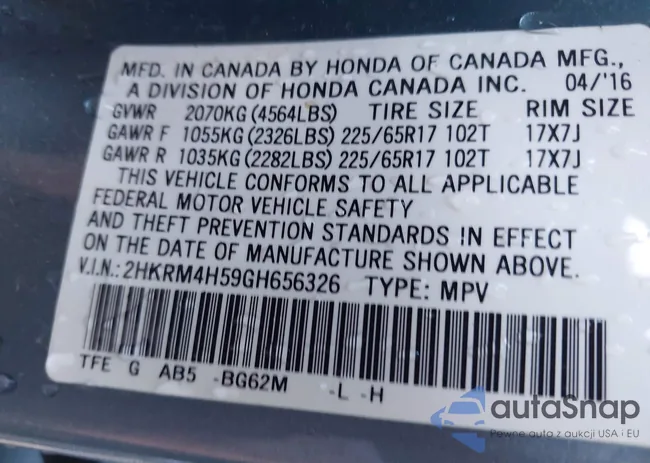 MFD. IN CANADA BY HONDA OF CANADA MFG.,
A DIVISION OF HONDA CANADA INC. 04/'16
GVWR 2070KG (4564LBS) TIRE SIZE RIM SIZE
GAWR F 1055KG (2326LBS) 225/65R17 102T 17X7J
GAWR R 1035KG (2282LBS) 225/65R17 102T 17X7J
THIS VEHICLE CONFORMS TO ALL APPLICABLE
FEDERAL MOTOR VEHICLE SAFETY
AND THEFT PREVENTION STANDARDS IN EFFECT
ON THE DATE OF MANUFACTURE SHOWN ABOVE.
V.I.N.: 2HKRM4H59GH656326 TYPE: MPV
TFE G AB5 -BG62M -L -H
autaSnap
Pewne auta z aukcji USA i EU